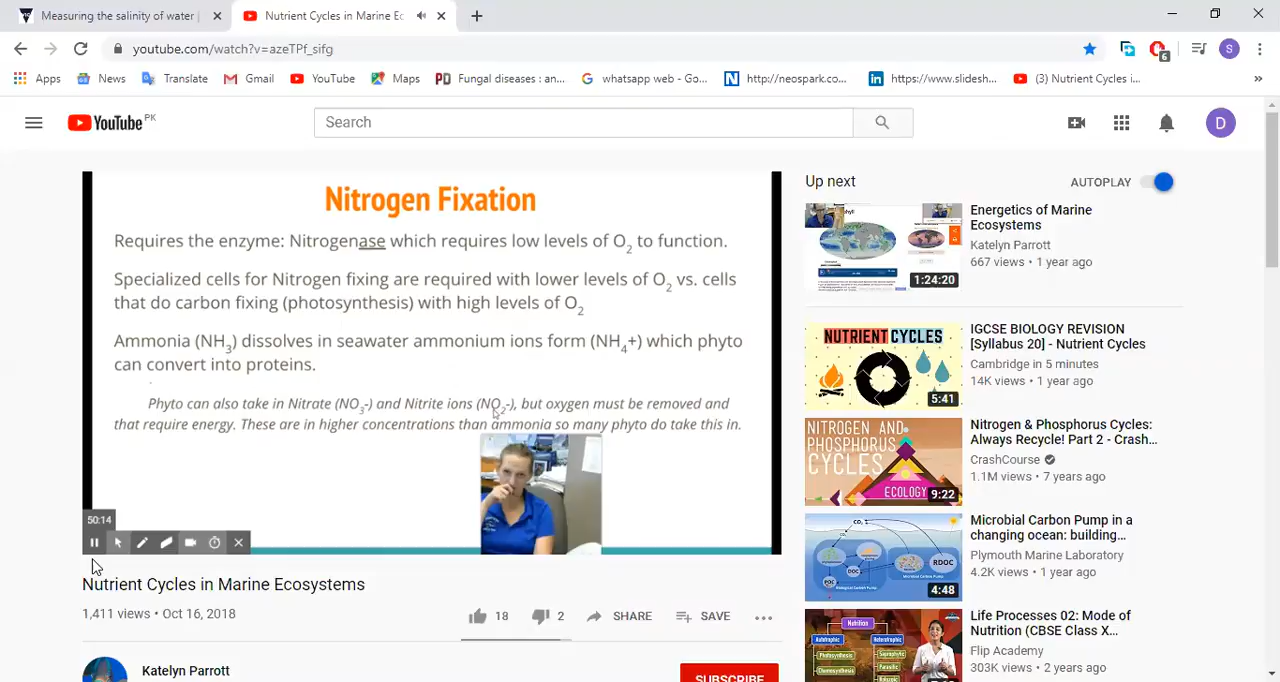 Measuring the salinity of water
Nutrient Cycles in Marine Ec
youtube.com/watch?v=azeTPf_sifg
6
S
Apps News Translate Gmail YouTube Maps PD Fungal diseases : an... whatsapp web - Go... N http://neospark.co... https://www.slidesh... (3) Nutrient Cycles i... »
YouTube PK
Search
D
Nitrogen Fixation
Requires the enzyme: Nitrogenase which requires low levels of O2 to function.
Specialized cells for Nitrogen fixing are required with lower levels of O2 vs. cells
that do carbon fixing (photosynthesis) with high levels of O2
Ammonia (NH3) dissolves in seawater ammonium ions form (NH4+) which phyto
can convert into proteins.
Phyto can also take in Nitrate (NO3-) and Nitrite ions (NO2-), but oxygen must be removed and
that require energy. These are in higher concentrations than ammonia so many phyto do take this in.
50:14
Nutrient Cycles in Marine Ecosystems
1,411 views • Oct 16, 2018
18 2 SHARE SAVE
SUBSCRIBE
Up next
AUTOPLAY
1:24:20
Energetics of Marine
Ecosystems
Katelyn Parrott
667 views • 1 year ago
NUTRIENT CYCLES
5:41
IGCSE BIOLOGY REVISION
[Syllabus 20] - Nutrient Cycles
Cambridge in 5 minutes
14K views • 1 year ago
NITROGEN AND
PHOSPHORUS
CYCLES
ECOLOGY
9:22
Nitrogen & Phosphorus Cycles:
Always Recycle! Part 2 - Crash...
CrashCourse
1.1M views • 7 years ago
RDOC
DOC
POC
4:48
Microbial Carbon Pump in a
changing ocean: building...
Plymouth Marine Laboratory
4.2K views • 1 year ago
Nutrition
Autotrophic
Heterotrophic
Photosynthesis
Life Processes 02: Mode of
Nutrition (CBSE Class X...
Flip Academy
303K views • 2 years ago